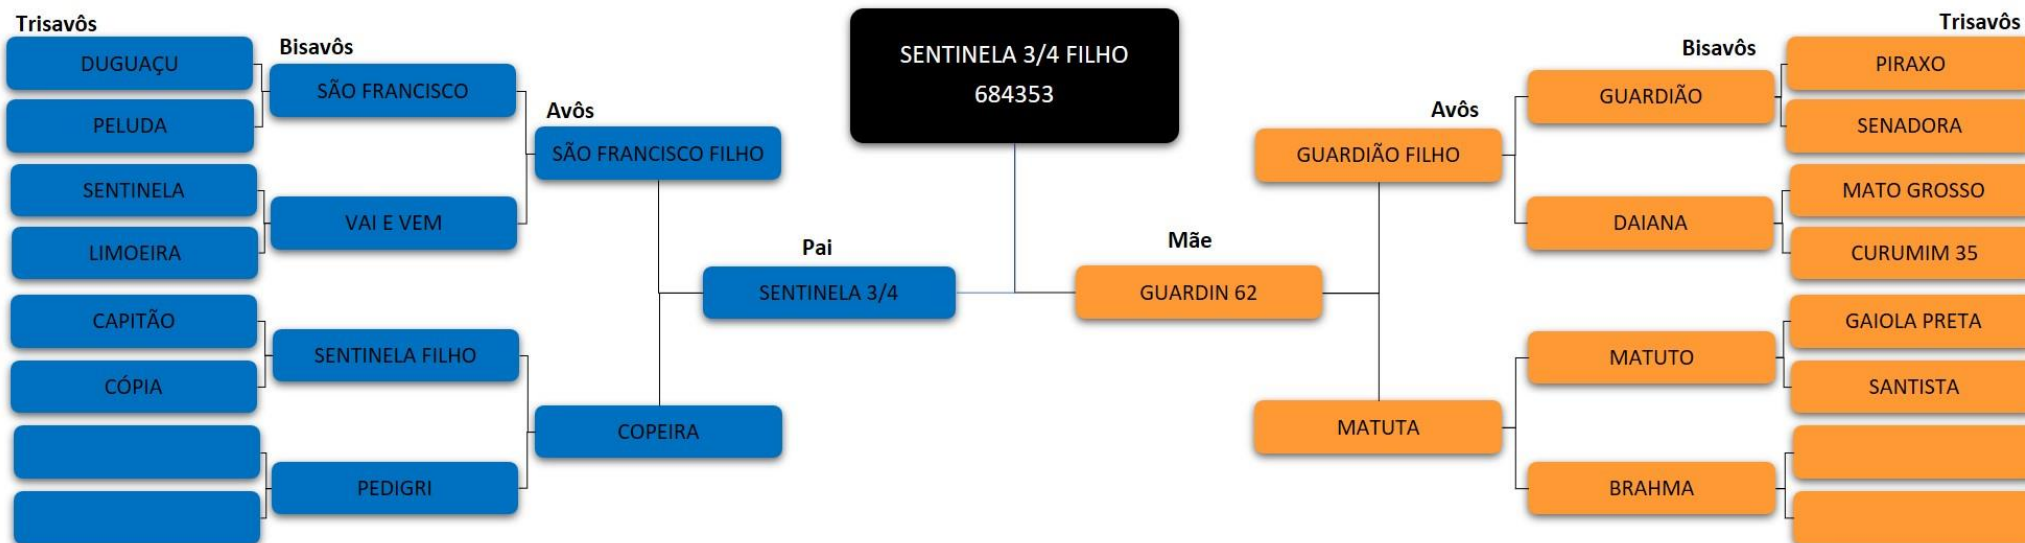 Trisavôs
DUGUAÇU
PELUDA
SENTINELA
LIMOEIRA
CAPITÃO
CÓPIA
Bisavôs
SÃO FRANCISCO
VAI E VEM
SENTINELA FILHO
PEDIGRI
Avôs
SÃO FRANCISCO FILHO
COPEIRA
Pai
SENTINELA 3/4
SENTINELA 3/4 FILHO
684353
Mãe
GUARDIN 62
Avôs
GUARDIÃO FILHO
MATUTA
Bisavôs
GUARDIÃO
DAIANA
MATUTO
BRAHMA
Trisavôs
PIRAXO
SENADORA
MATO GROSSO
CURUMIM 35
GAIOLA PRETA
SANTISTA